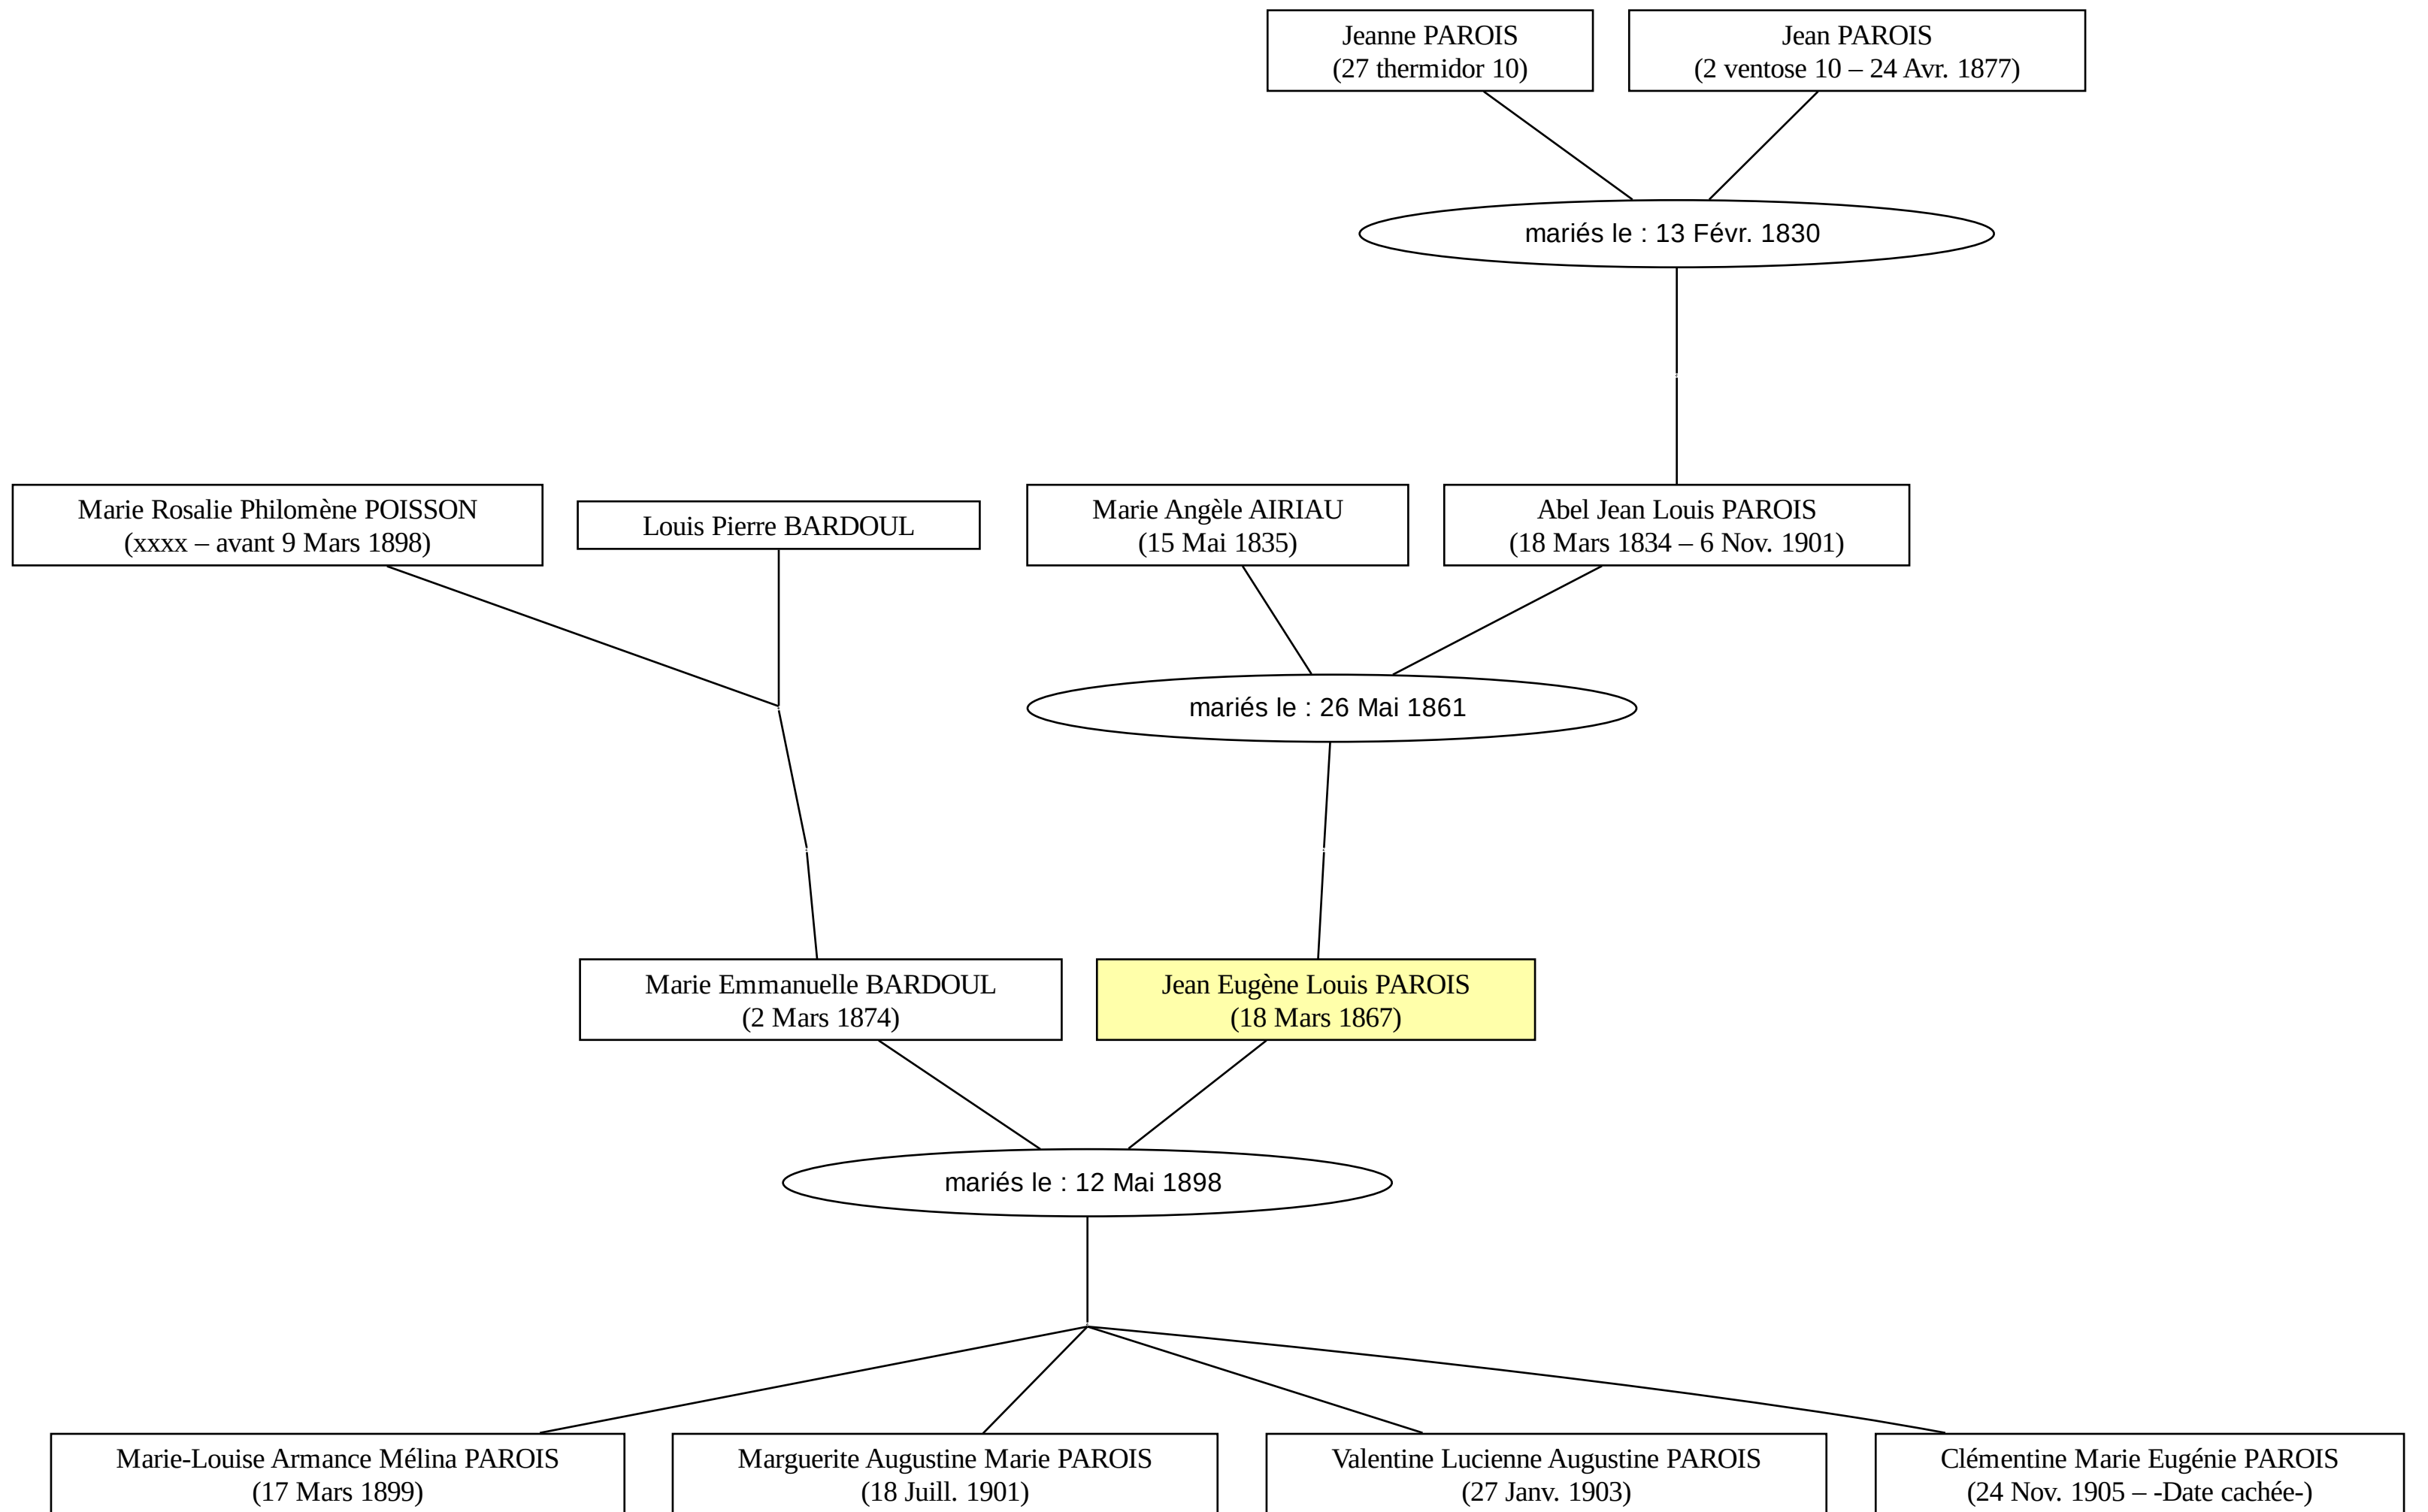 Jeanne PAROIS
(27 thermidor 10)
Jean PAROIS
(2 ventose 10 – 24 Avr. 1877)
mariés le : 13 Févr. 1830
Marie Rosalie Philomène POISSON
(xxxx – avant 9 Mars 1898)
Louis Pierre BARDOUL
Marie Angèle AIRIAU
(15 Mai 1835)
Abel Jean Louis PAROIS
(18 Mars 1834 – 6 Nov. 1901)
mariés le : 26 Mai 1861
Marie Emmanuelle BARDOUL
(2 Mars 1874)
Jean Eugène Louis PAROIS
(18 Mars 1867)
mariés le : 12 Mai 1898
Marie-Louise Armance Mélina PAROIS
(17 Mars 1899)
Marguerite Augustine Marie PAROIS
(18 Juill. 1901)
Valentine Lucienne Augustine PAROIS
(27 Janv. 1903)
Clémentine Marie Eugénie PAROIS
(24 Nov. 1905 – -Date cachée-)